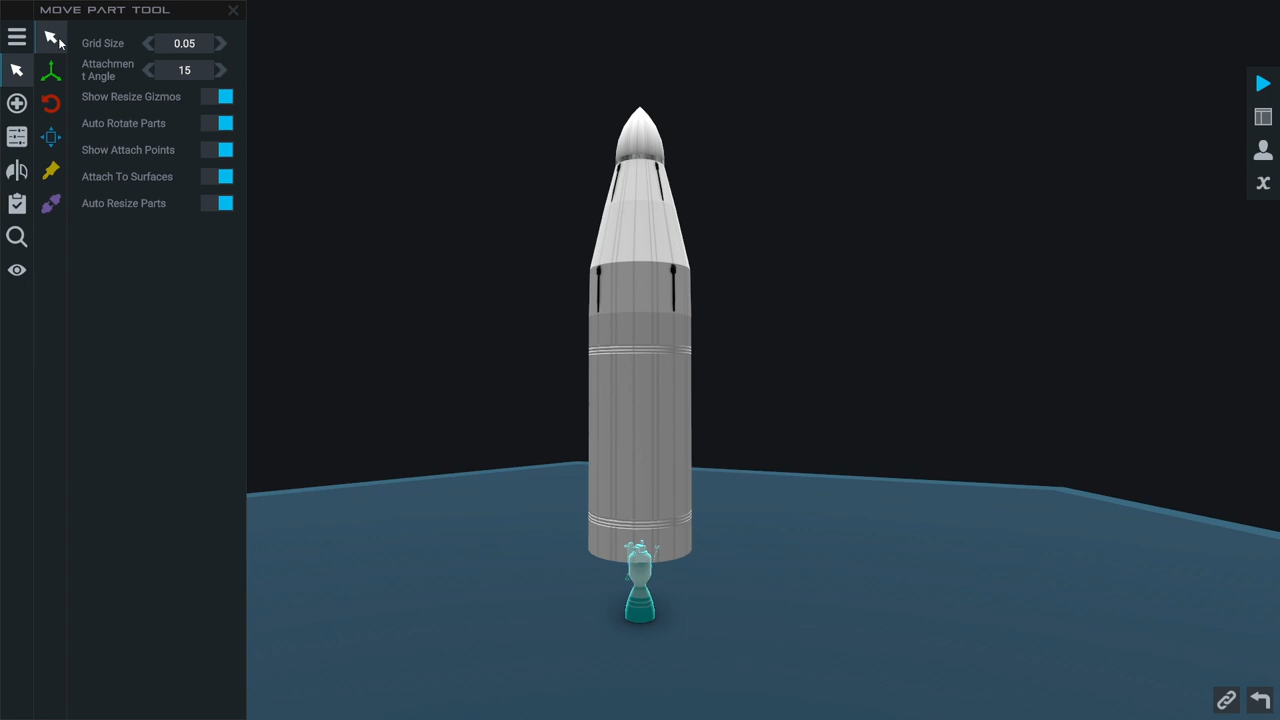 MOVE PART TOOL
Grid Size 0.05
Attachmen
t Angle 15
Show Resize Gizmos
Auto Rotate Parts
Show Attach Points
Attach To Surfaces
Auto Resize Parts
x